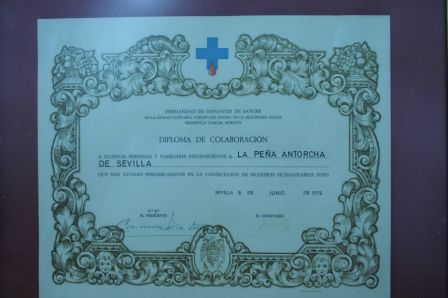 HERMANDAD DE DONANTES DE SANGRE
DE LA CIUDAD SANITARIA "VIRGEN DEL ROCIO" DE LA SEGURIDAD SOCIAL
RESIDENCIA GARCIA MORATO
DIPLOMA DE COLABORACION
A CUANTAS PERSONAS Y FAMILIARES PERTENECIENTES A LA PEÑA ANTORCHA
DE SEVILLA
QUE NOS AYUDAN PERIODICAMENTE EN LA CONSECUCION DE NUESTROS HUMANITARIOS FINES
SEVILLA 6 DE JUNIO DE 1979
Vº Bº
EL PRESIDENTE EL SECRETARIO